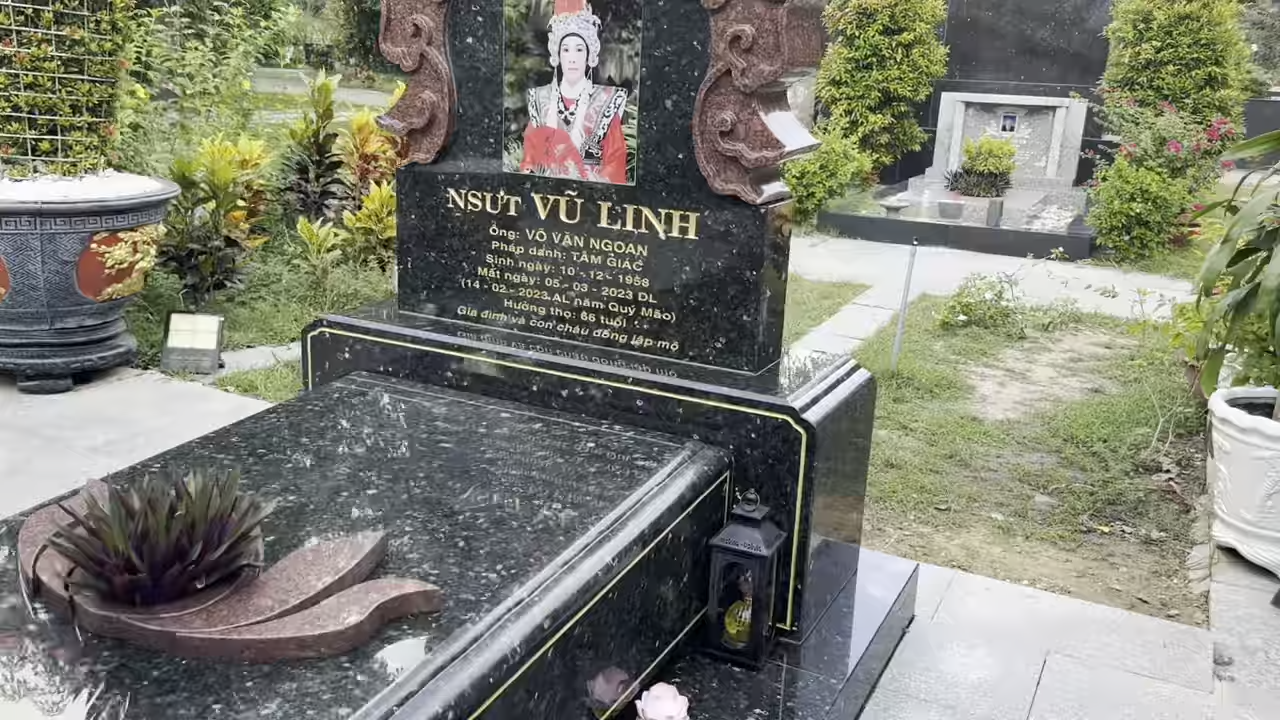 NSƯT VŨ LINH
Ông: VÕ VĂN NGOAN
Pháp danh: TÂM GIÁC
Sinh ngày: 10 - 12 - 1958
Mất ngày: 05 - 03 - 2023 DL
(14 - 02 - 2023 AL năm Quý Mão)
Hưởng thọ: 66 tuổi
Gia đình và con cháu đồng lập mộ